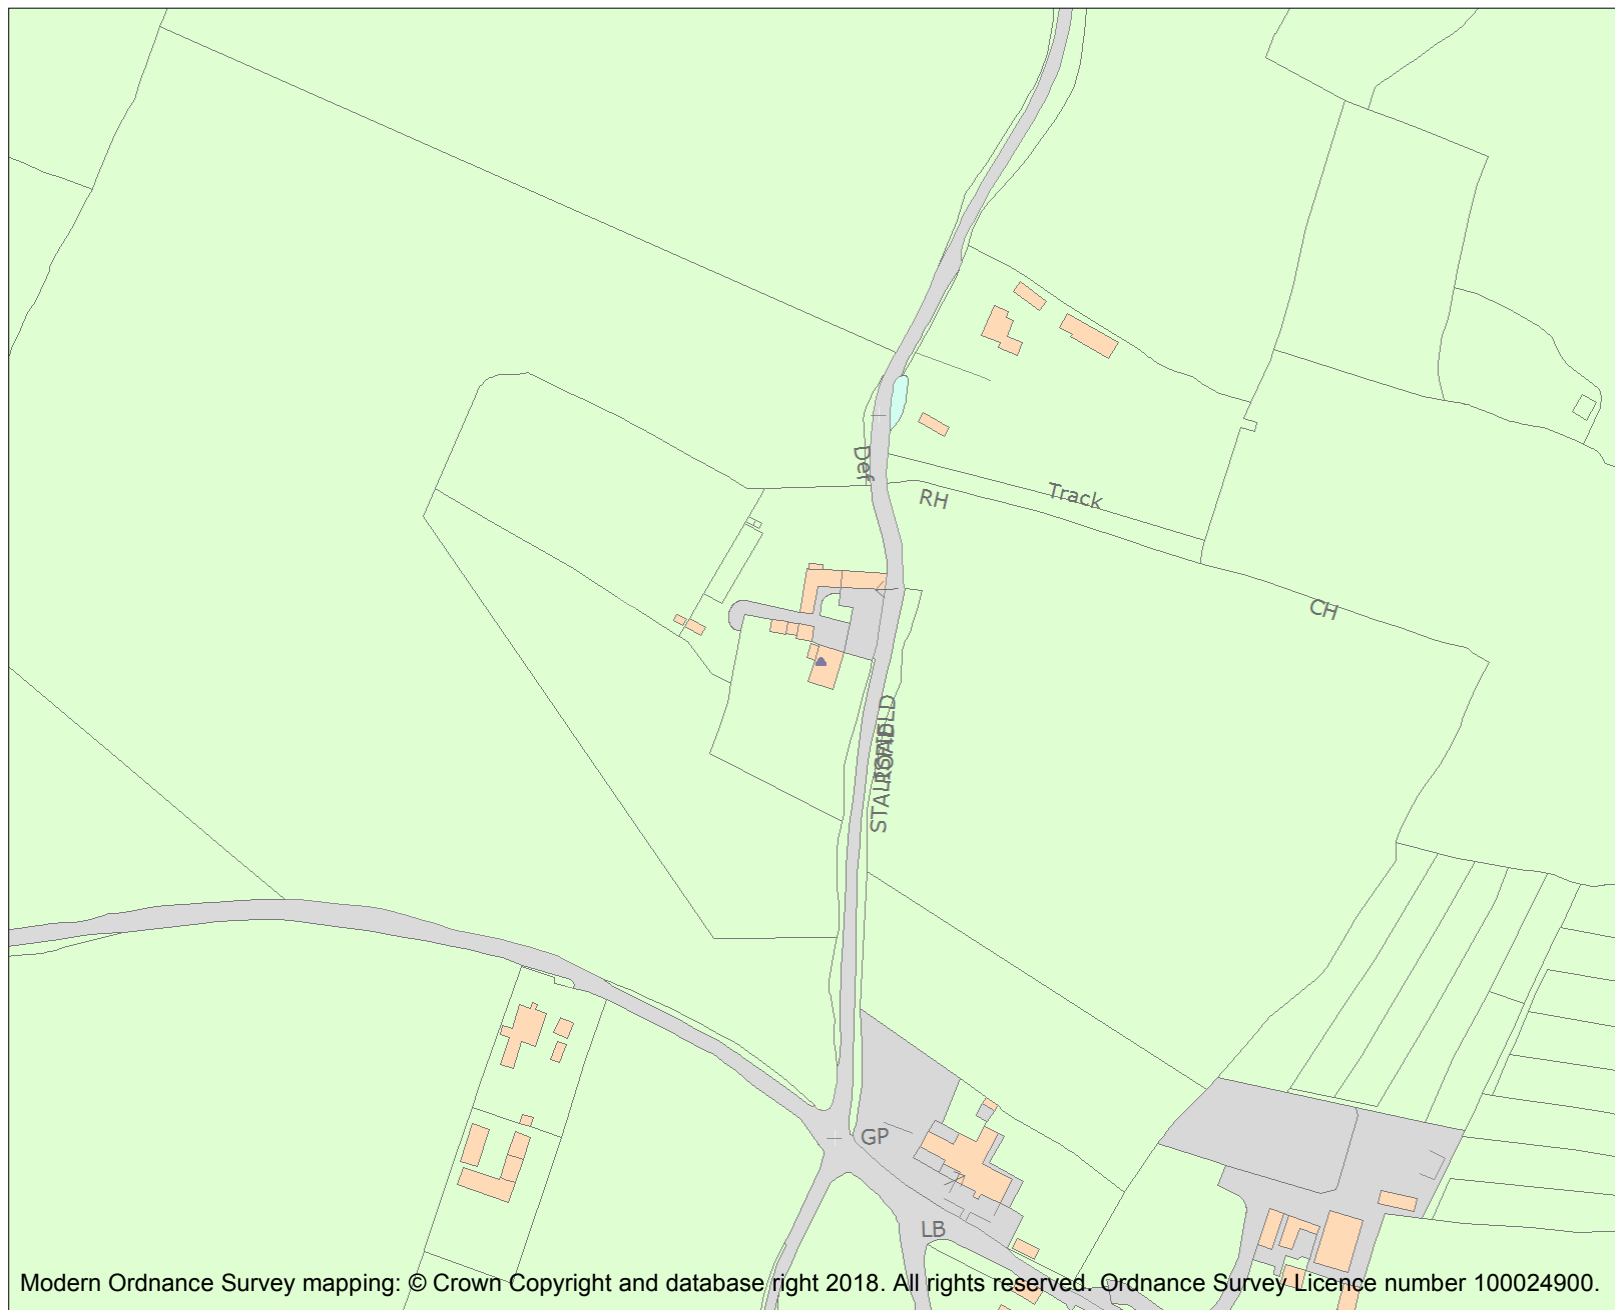 Def
RH
Track
CH
STALISFIELD
ROAD
GP
LB
Modern Ordnance Survey mapping: © Crown Copyright and database right 2018. All rights reserved. Ordnance Survey Licence number 100024900.